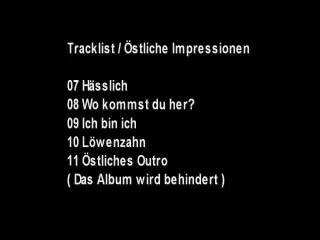 Tracklist / Östliche Impressionen
07 Hässlich
08 Wo kommst du her?
09 Ich bin ich
10 Löwenzahn
11 Östliches Outro
( Das Album wird behindert )